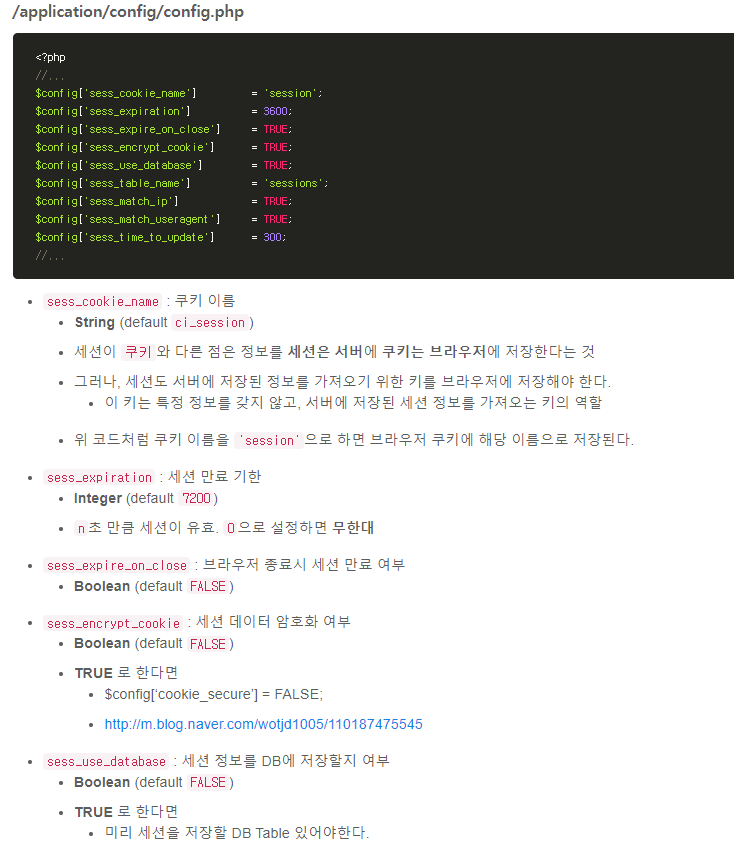 /application/config/config.php
<?php
//...
$config['sess_cookie_name'] = 'session';
$config['sess_expiration'] = 3600;
$config['sess_expire_on_close'] = TRUE;
$config['sess_encrypt_cookie'] = TRUE;
$config['sess_use_database'] = TRUE;
$config['sess_table_name'] = 'sessions';
$config['sess_match_ip'] = TRUE;
$config['sess_match_useragent'] = TRUE;
$config['sess_time_to_update'] = 300;
//...
sess_cookie_name : 쿠키 이름
String (default ci_session)
세션이 쿠키와 다른 점은 정보를 세션은 서버에 쿠키는 브라우저에 저장한다는 것
그러나, 세션도 서버에 저장된 정보를 가져오기 위한 키를 브라우저에 저장해야 한다.
이 키는 특정 정보를 갖지 않고, 서버에 저장된 세션 정보를 가져오는 키의 역할
위 코드처럼 쿠키 이름을 'session'으로 하면 브라우저 쿠키에 해당 이름으로 저장된다.
sess_expiration : 세션 만료 기한
Integer (default 7200)
n초 만큼 세션이 유효. 0으로 설정하면 무한대
sess_expire_on_close : 브라우저 종료시 세션 만료 여부
Boolean (default FALSE)
sess_encrypt_cookie : 세션 데이터 암호화 여부
Boolean (default FALSE)
TRUE 로 한다면
$config[‘cookie_secure’] = FALSE;
http://m.blog.naver.com/wotjd1005/110187475545
sess_use_database : 세션 정보를 DB에 저장할지 여부
Boolean (default FALSE)
TRUE 로 한다면
미리 세션을 저장할 DB Table 있어야한다.